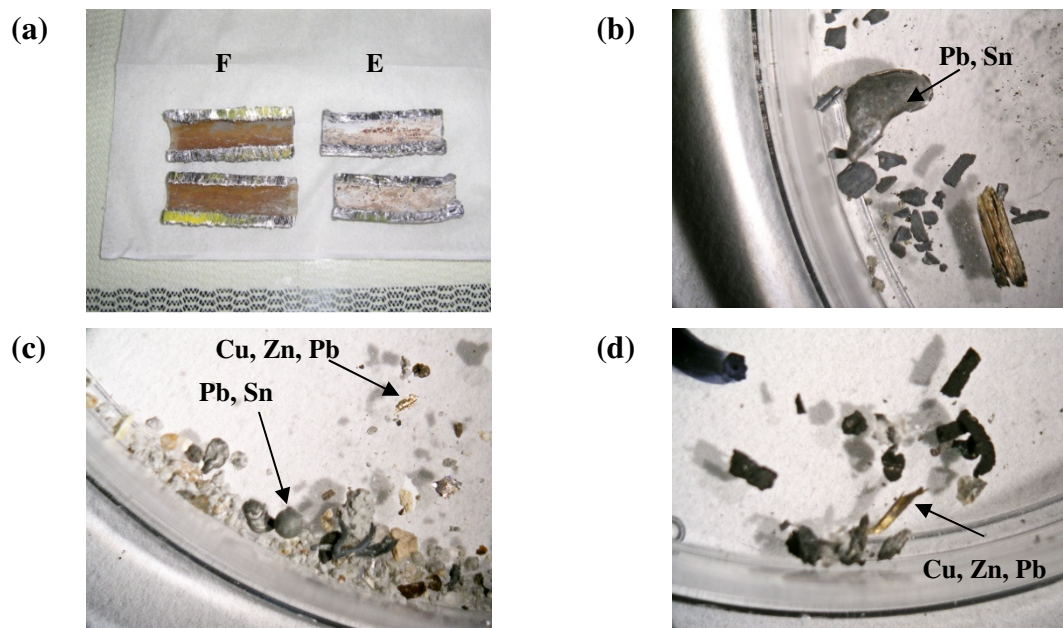 (a)
F
E
(b)
Pb, Sn
(c)
Cu, Zn, Pb
Pb, Sn
(d)
Cu, Zn, Pb